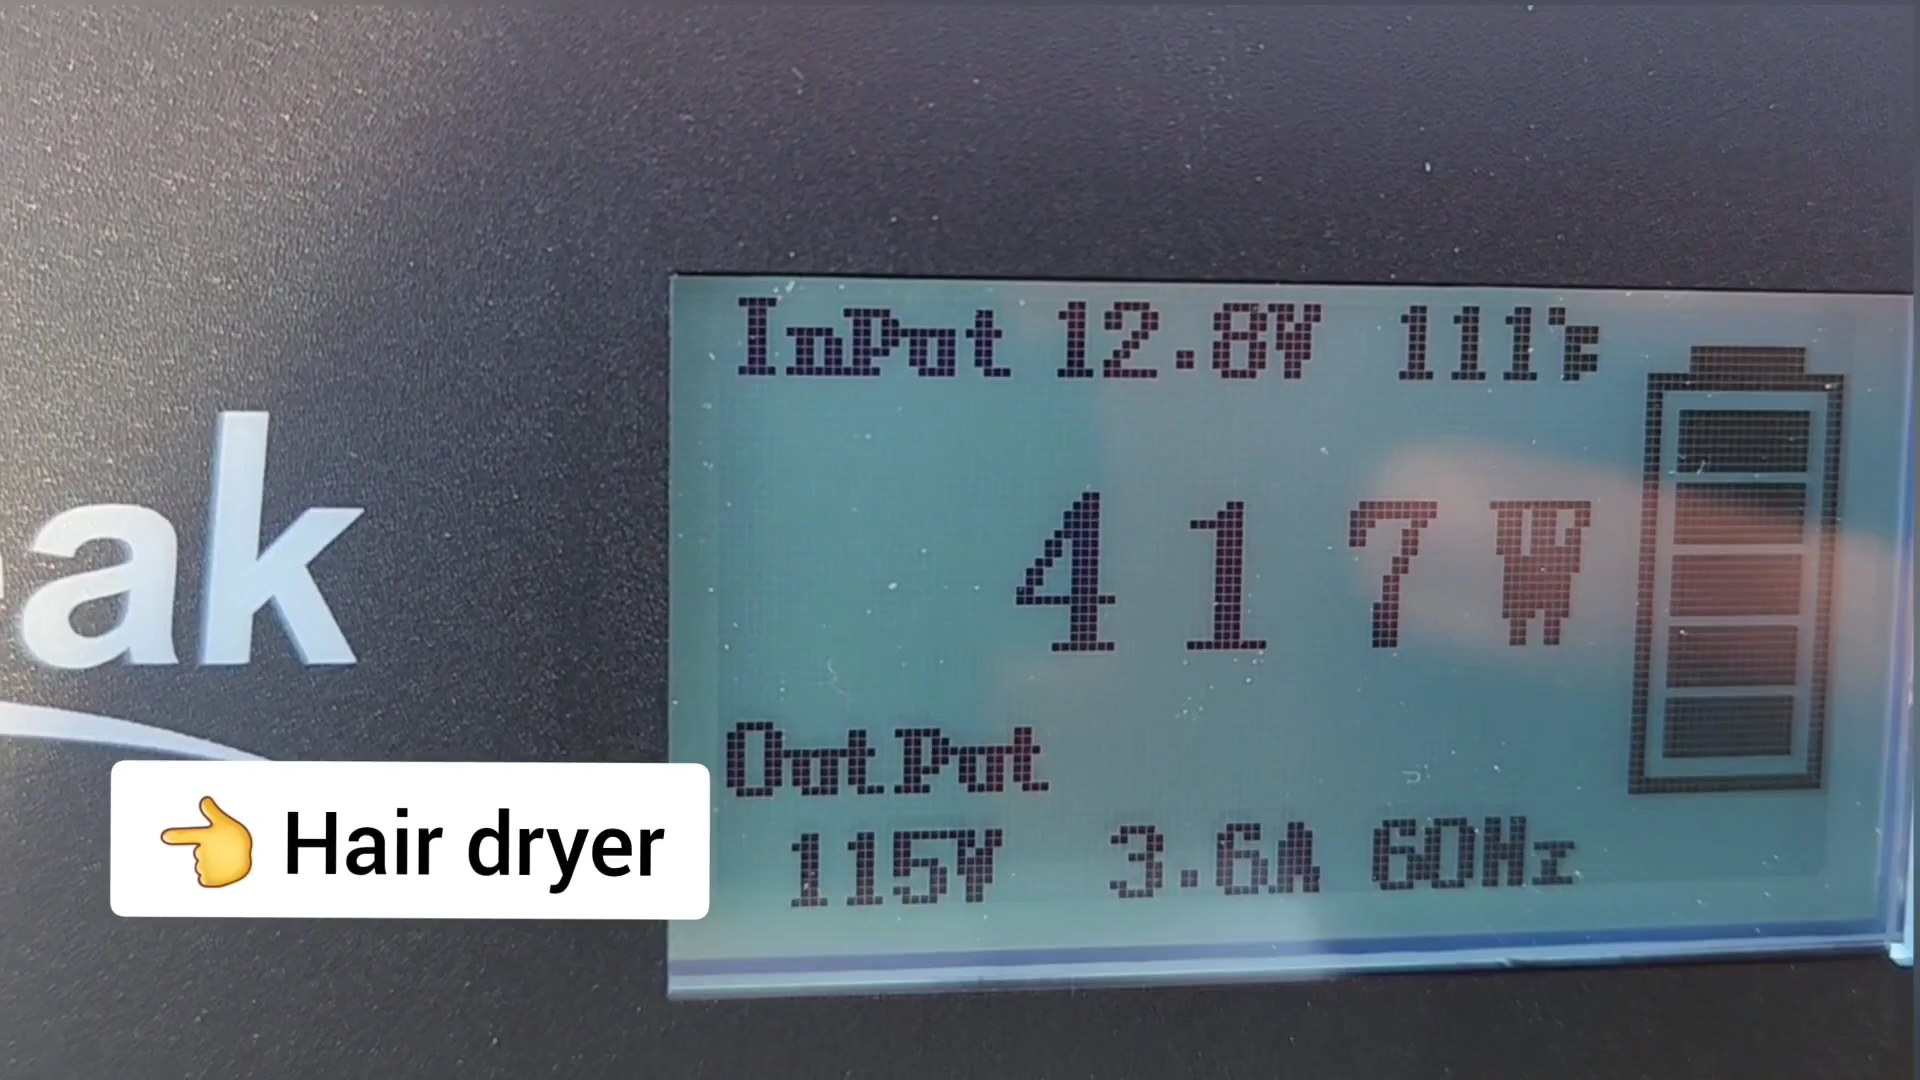 InPut 12.8V 111°F
417W
ak
OutPut
👈 Hair dryer
115V 3.6A 60Hz